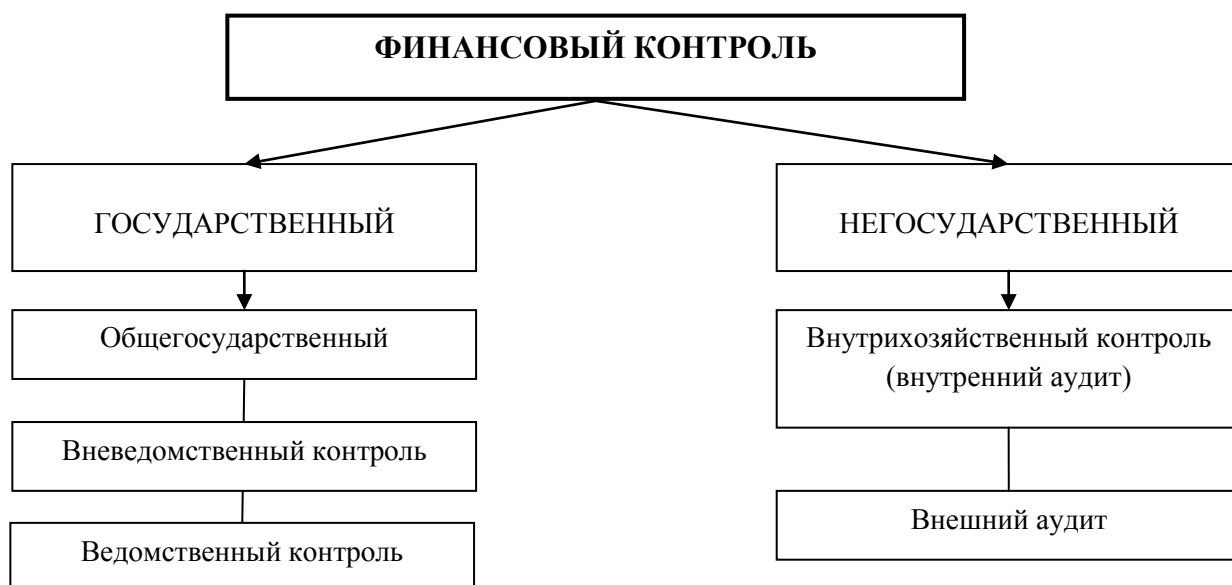 ФИНАНСОВЫЙ КОНТРОЛЬ
ГОСУДАРСТВЕННЫЙ
НЕГОСУДАРСТВЕННЫЙ
Общегосударственный
Внутрихозяйственный контроль
(внутренний аудит)
Вневедомственный контроль
Внешний аудит
Ведомственный контроль